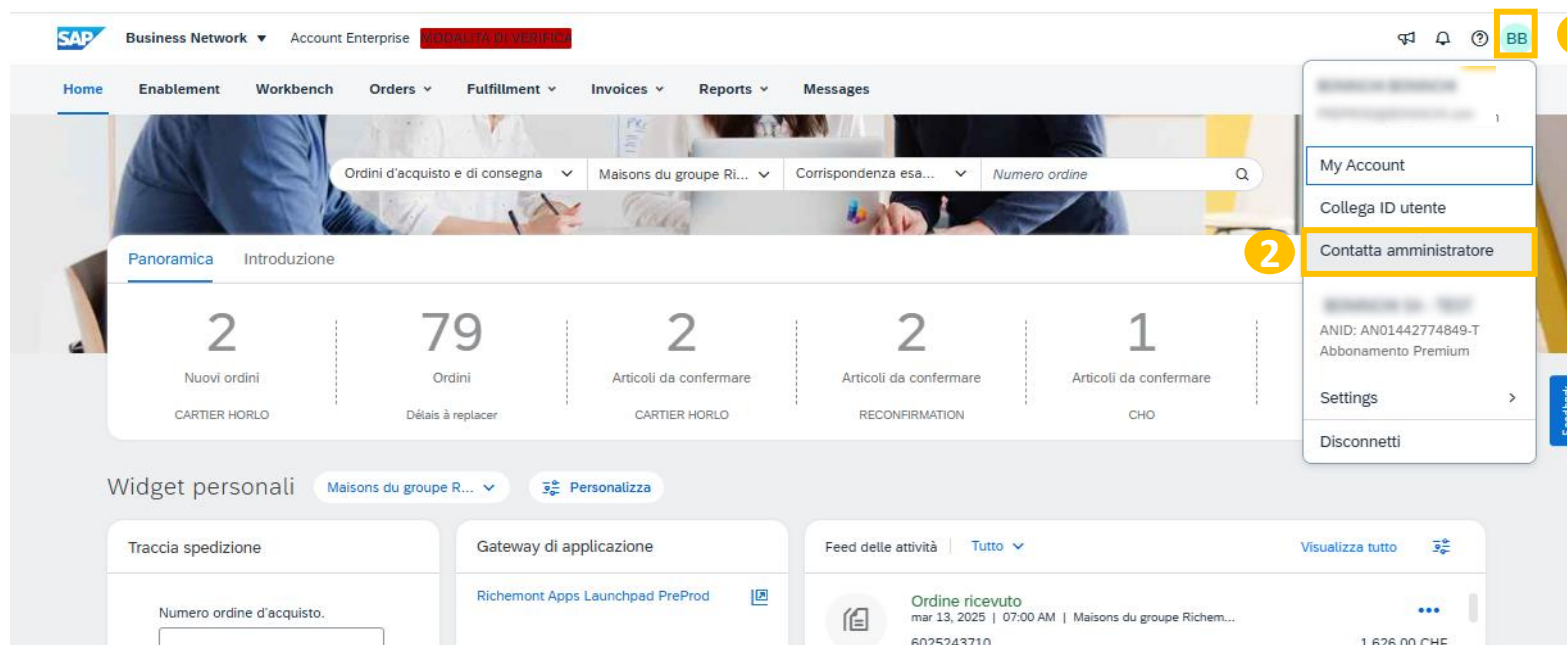 SAP Business Network Account Enterprise MODALITÀ DI VERIFICA BB
Home Enablement Workbench Orders Fulfillment Invoices Reports Messages
Ordini d'acquisto e di consegna Maisons du groupe Ri... Corrispondenza esa... Numero ordine
My Account
Collega ID utente
2 Contatta amministratore
ANID: AN01442774849-T
Abbonamento Premium
Settings
Disconnetti
Panoramica Introduzione
2 79 2 2 1
Nuovi ordini Ordini Articoli da confermare Articoli da confermare Articoli da confermare
CARTIER HORLO Délais à replacer CARTIER HORLO RECONFIRMATION CHO
Widget personali Maisons du groupe R... Personalizza
Traccia spedizione Gateway di applicazione Feed delle attività Tutto Visualizza tutto
Numero ordine d'acquisto.
Richemont Apps Launchpad PreProd
Ordine ricevuto
mar 13, 2025 | 07:00 AM | Maisons du groupe Richem...
6025243710 1,626.00 CHF